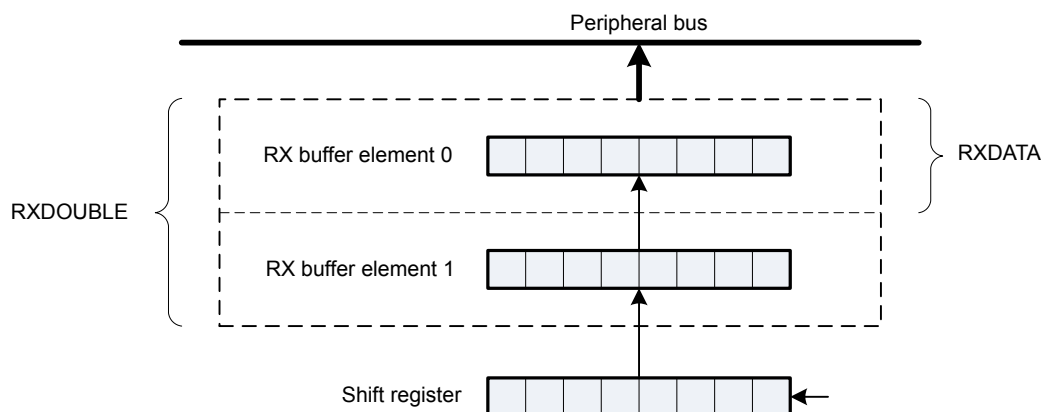 Peripheral bus
RX buffer element 0
RXDATA
RXDOUBLE
RX buffer element 1
Shift register